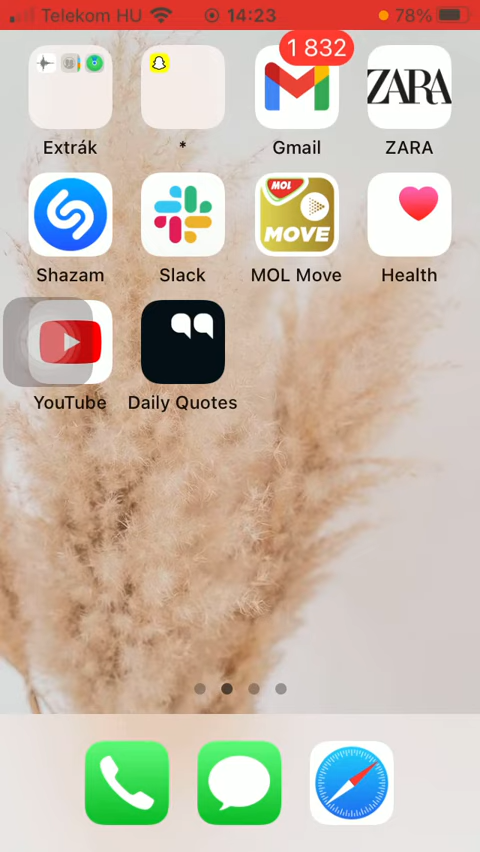 Telekom HU 14:23 78%
1 832
ZARA
Extrák * Gmail ZARA
MOL
MOVE
Shazam Slack MOL Move Health
YouTube Daily Quotes